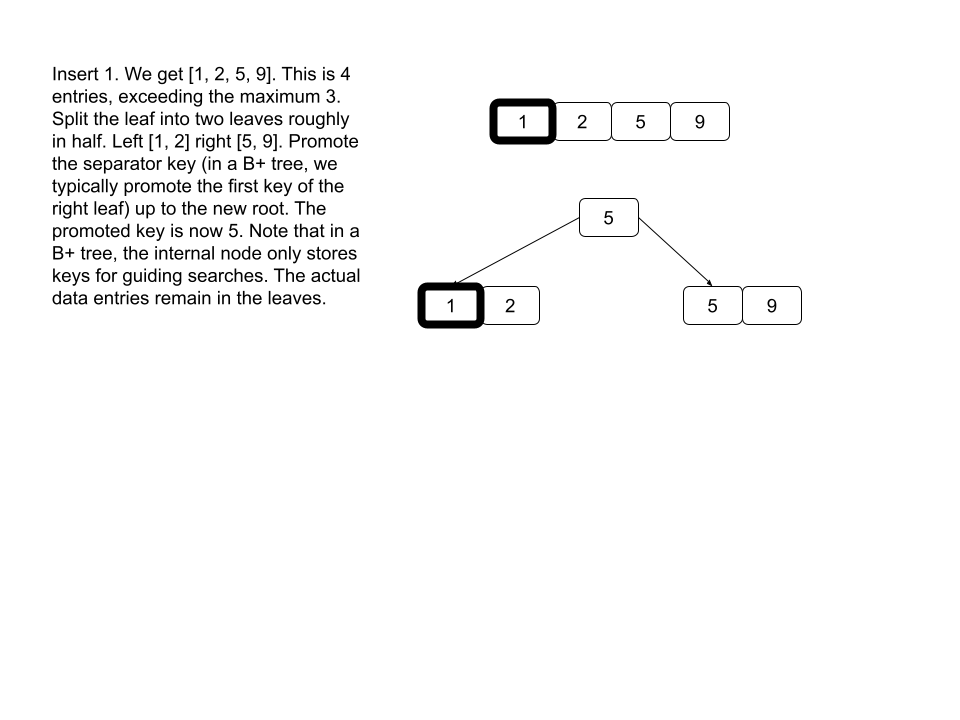 Insert 1. We get [1, 2, 5, 9]. This is 4
entries, exceeding the maximum 3.
Split the leaf into two leaves roughly
in half. Left [1, 2] right [5, 9]. Promote
the separator key (in a B+ tree, we
typically promote the first key of the
right leaf) up to the new root. The
promoted key is now 5. Note that in a
B+ tree, the internal node only stores
keys for guiding searches. The actual
data entries remain in the leaves.
1 2 5 9
5
1 2 5 9